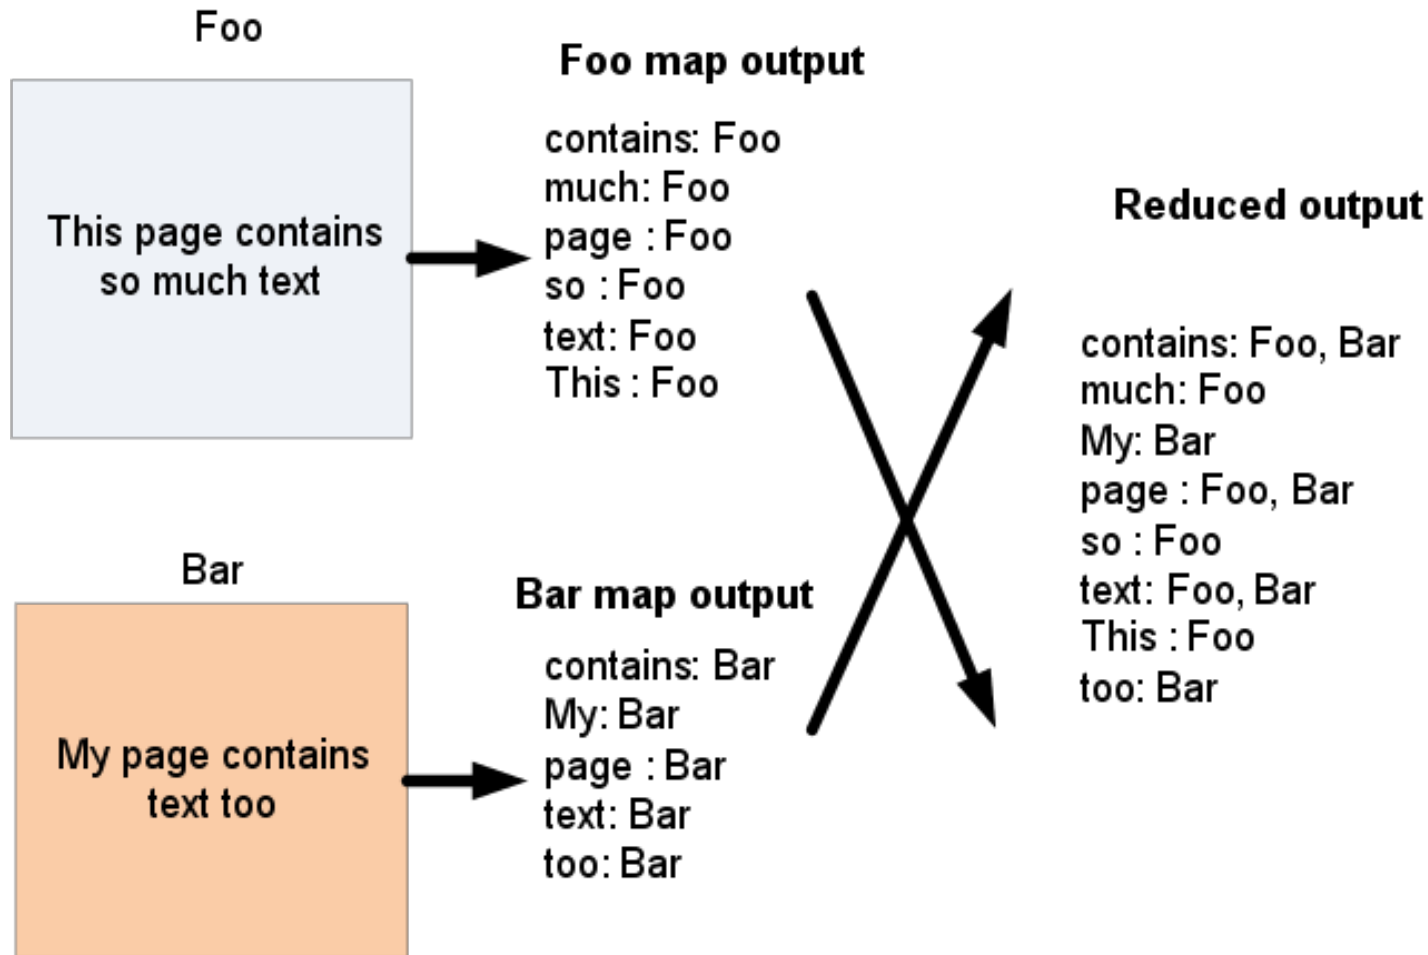 Foo
This page contains
so much text
Foo map output
contains: Foo
much: Foo
page : Foo
so : Foo
text: Foo
This : Foo
Bar
My page contains
text too
Bar map output
contains: Bar
My: Bar
page : Bar
text: Bar
too: Bar
Reduced output
contains: Foo, Bar
much: Foo
My: Bar
page : Foo, Bar
so : Foo
text: Foo, Bar
This : Foo
too: Bar